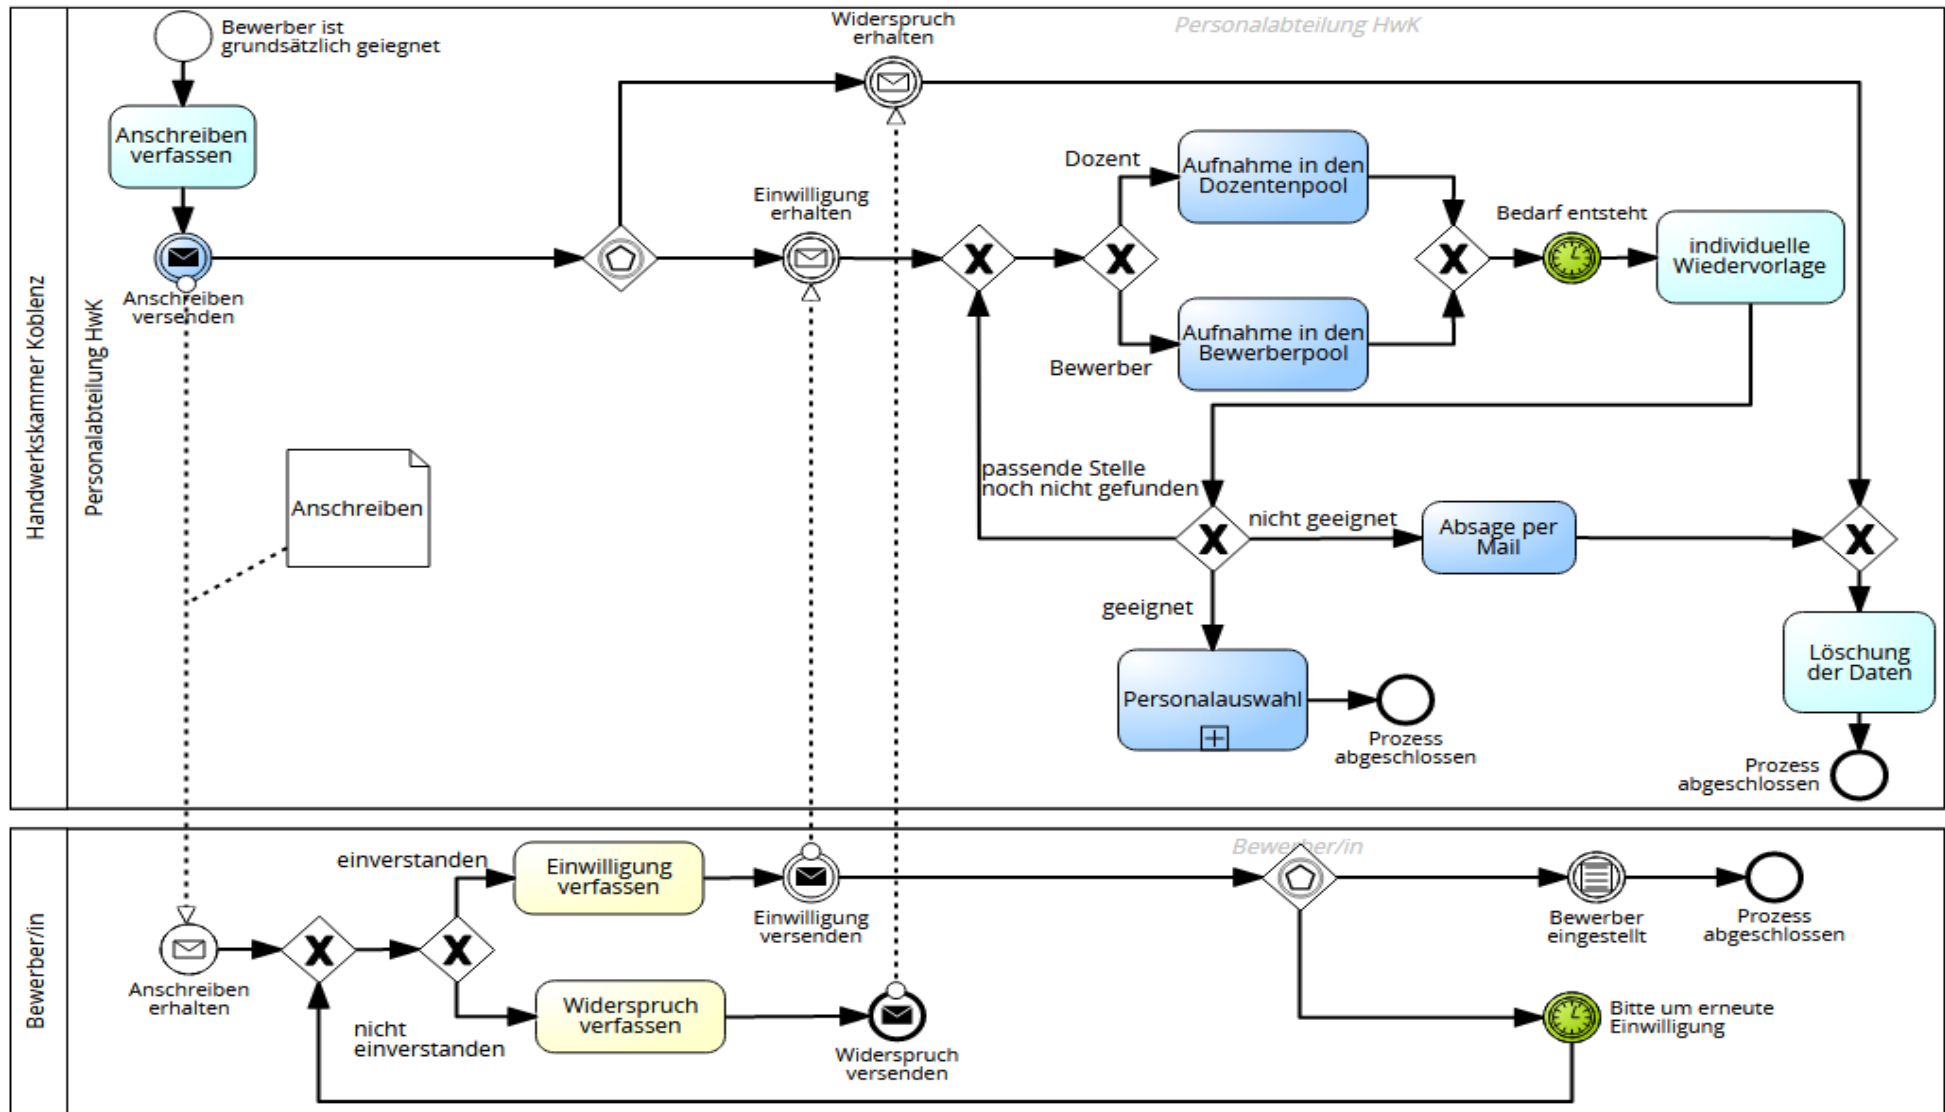 Handwerkskammer Koblenz
Personalabteilung HwK
Personalabteilung HwK
Bewerber ist
grundsätzlich geiegnet
Anschreiben
verfassen
Anschreiben
versenden
Anschreiben
Widerspruch
erhalten
Einwilligung
erhalten
Dozent
Aufnahme in den
Dozentenpool
Bewerber
Aufnahme in den
Bewerberpool
Bedarf entsteht
individuelle
Wiedervorlage
passende Stelle
noch nicht gefunden
nicht geeignet
Absage per
Mail
geeignet
Personalauswahl
Prozess
abgeschlossen
Löschung
der Daten
Prozess
abgeschlossen
Bewerber/in
Bewerber/in
Anschreiben
erhalten
einverstanden
Einwilligung
verfassen
Einwilligung
versenden
nicht
einverstanden
Widerspruch
verfassen
Widerspruch
versenden
Bewerber
eingestellt
Prozess
abgeschlossen
Bitte um erneute
Einwilligung